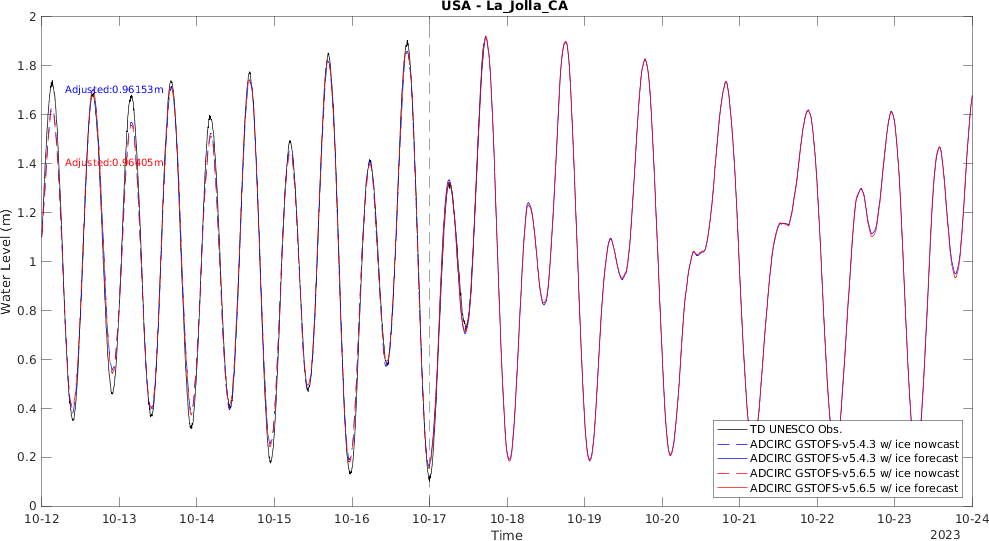 USA - La_Jolla_CA
2
1.8
1.6
1.4
1.2
1
0.8
0.6
0.4
0.2
0
Water Level (m)
Adjusted:0.96153m
Adjusted:0.96405m
TD UNESCO Obs.
ADCIRC GSTOFS-v5.4.3 w/ ice nowcast
ADCIRC GSTOFS-v5.4.3 w/ ice forecast
ADCIRC GSTOFS-v5.6.5 w/ ice nowcast
ADCIRC GSTOFS-v5.6.5 w/ ice forecast
10-12 10-13 10-14 10-15 10-16 10-17 10-18 10-19 10-20 10-21 10-22 10-23 10-24
Time
2023